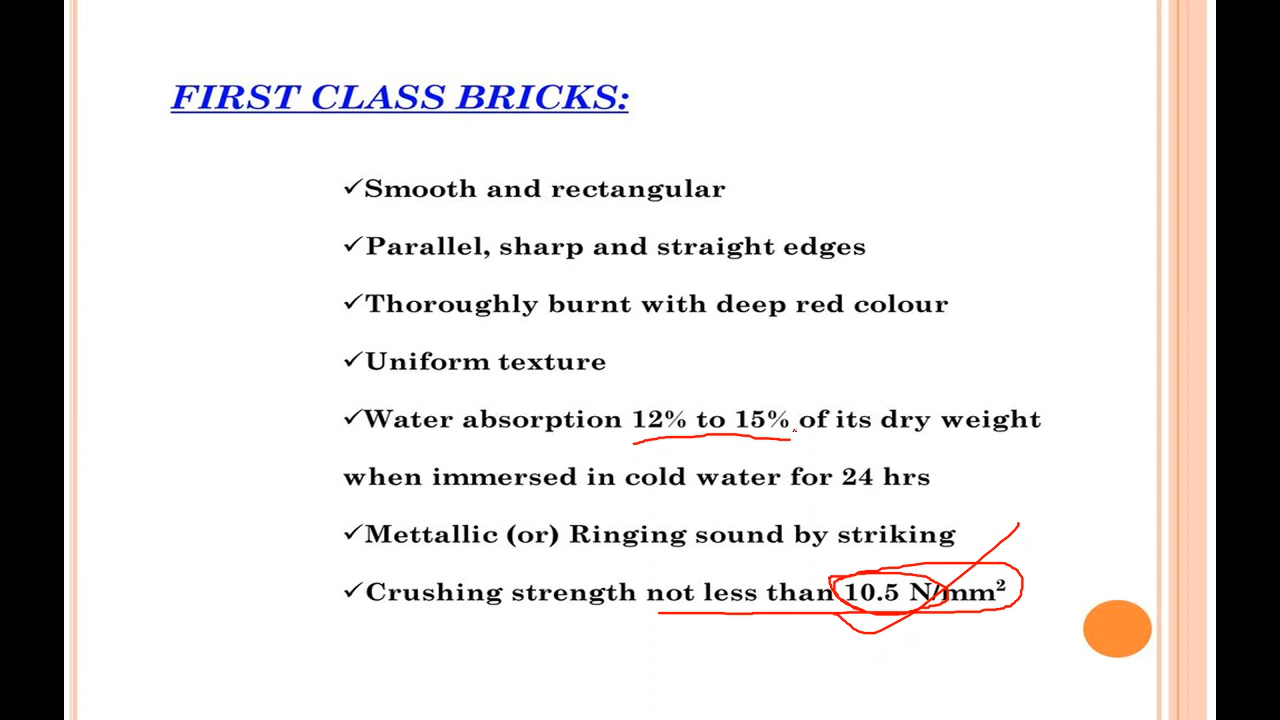 FIRST CLASS BRICKS:
✓Smooth and rectangular
✓Parallel, sharp and straight edges
✓Thoroughly burnt with deep red colour
✓Uniform texture
✓Water absorption 12% to 15% of its dry weight
when immersed in cold water for 24 hrs
✓Mettallic (or) Ringing sound by striking
✓Crushing strength not less than 10.5 N/mm²